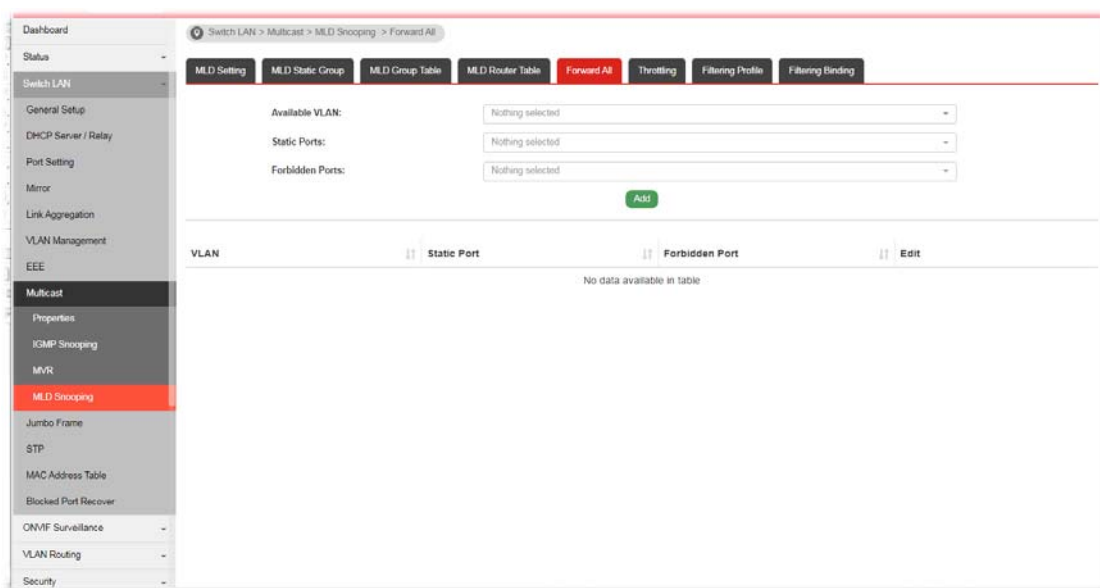 Dashboard
Switch LAN > Multicast > MLD Snooping > Forward All
Status
Switch LAN
MLD Setting
MLD Static Group
MLD Group Table
MLD Router Table
Forward All
Throttling
Filtering Profile
Filtering Binding
General Setup
DHCP Server / Relay
Port Setting
Mirror
Link Aggregation
VLAN Management
EEE
Multicast
Properties
IGMP Snooping
MVR
MLD Snooping
Jumbo Frame
STP
MAC Address Table
Blocked Port Recover
ONVIF Surveillance
VLAN Routing
Security
Available VLAN: Nothing selected
Static Ports: Nothing selected
Forbidden Ports: Nothing selected
Add
VLAN Static Port Forbidden Port Edit
No data available in table